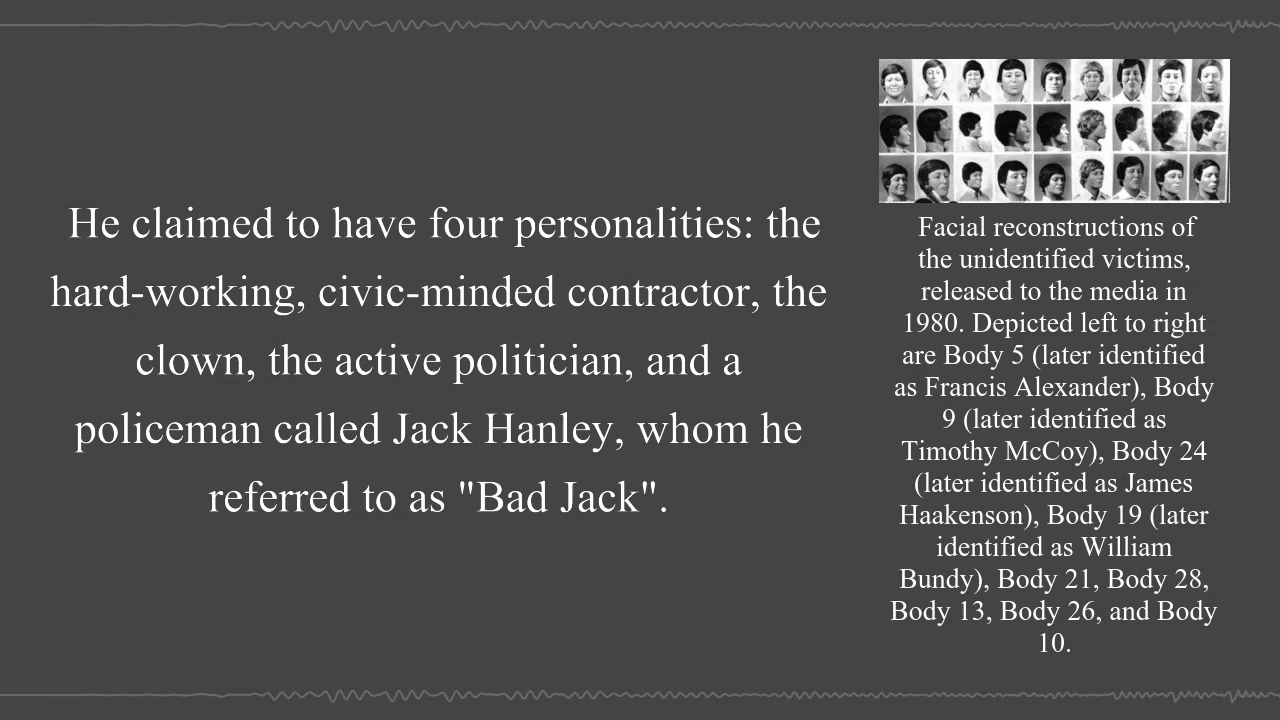 He claimed to have four personalities: the
hard-working, civic-minded contractor, the
clown, the active politician, and a
policeman called Jack Hanley, whom he
referred to as "Bad Jack".
Facial reconstructions of
the unidentified victims,
released to the media in
1980. Depicted left to right
are Body 5 (later identified
as Francis Alexander), Body
9 (later identified as
Timothy McCoy), Body 24
(later identified as James
Haakenson), Body 19 (later
identified as William
Bundy), Body 21, Body 28,
Body 13, Body 26, and Body
10.